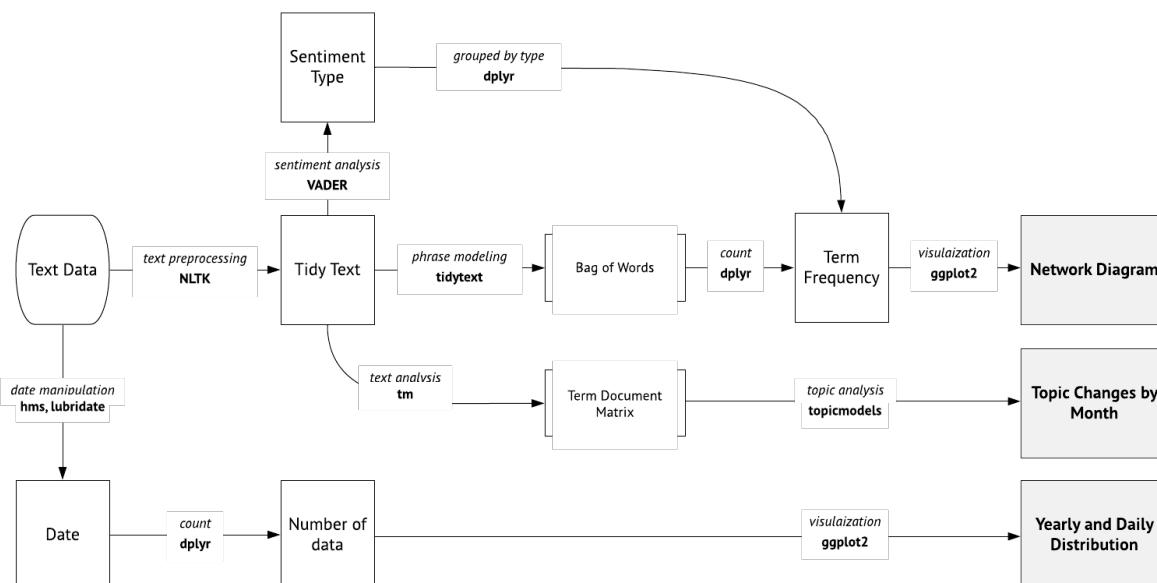 Sentiment
Type
grouped by type
dplyr
sentiment analysis
VADER
Text Data
text preprocessing
NLTK
Tidy Text
phrase modeling
tidytext
Bag of Words
count
dplyr
Term
Frequency
visulaization
ggplot2
Network Diagram
date manipulation
hms, lubridate
text analysis
tm
Term Document
Matrix
topic analysis
topicmodels
Topic Changes by
Month
Date
count
dplyr
Number of
data
visulaization
ggplot2
Yearly and Daily
Distribution